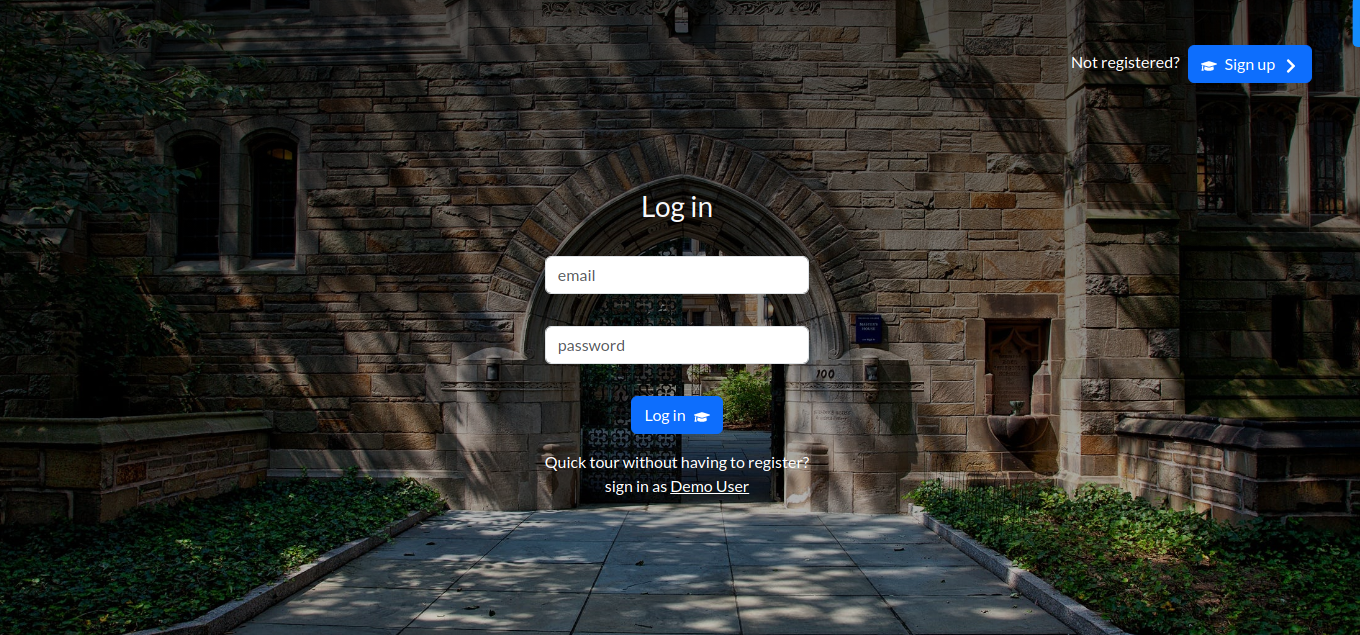 Not registered?
Sign up
Log in
email
password
100
Log in
Quick tour without having to register?
sign in as Demo User